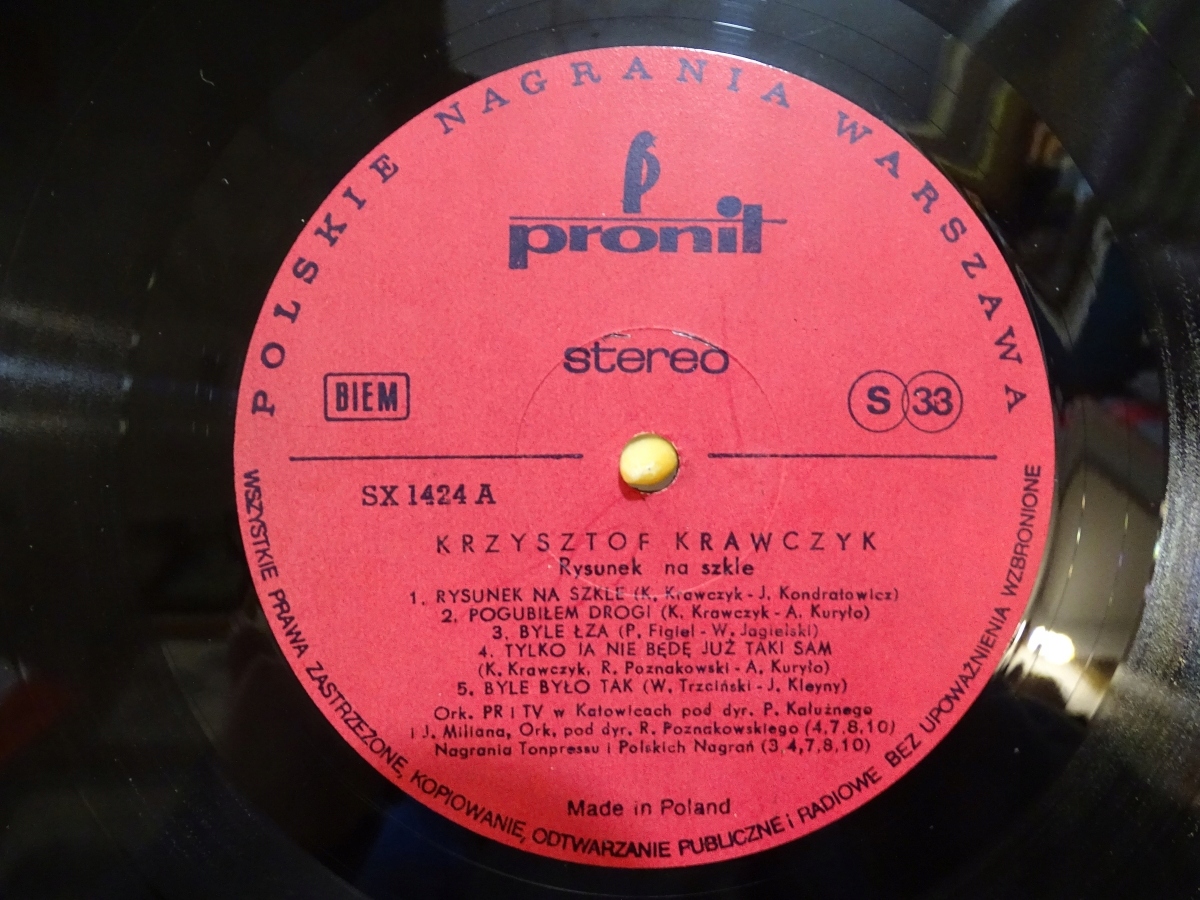 POLSKIE NAGRANIA WARSZAWA
pronit
stereo
BIEM
S 33
SX 1424 A
KRZYSZTOF KRAWCZYK
Rysunek na szkle
1. RYSUNEK NA SZKLE (K. Krawczyk - J. Kondratowicz)
2. POGUBIŁEM DROGI (K. Krawczyk - A. Kuryło)
3. BYLE ŁZA (P. Figiel - W. Jagielski)
4. TYLKO JA NIE BĘDĘ JUŻ TAKI SAM
(K. Krawczyk, R. Poznakowski - A. Kuryło)
5. BYLE BYŁO TAK (W. Trzciński - J. Kleyny)
Ork. PR i TV w Katowicach pod dyr. P. Kałużnego
i J. Miliana, Ork. pod dyr. R. Poznakowskiego (4,7,8,10)
Nagrania Tonpressu i Polskich Nagrań (3,4,7,8,10)
Made in Poland
WSZYSTKIE PRAWA ZASTRZEŻONE, KOPIOWANIE, ODTWARZANIE PUBLICZNE i RADIOWE BEZ UPOWAŻNIENIA WZBRONIONE